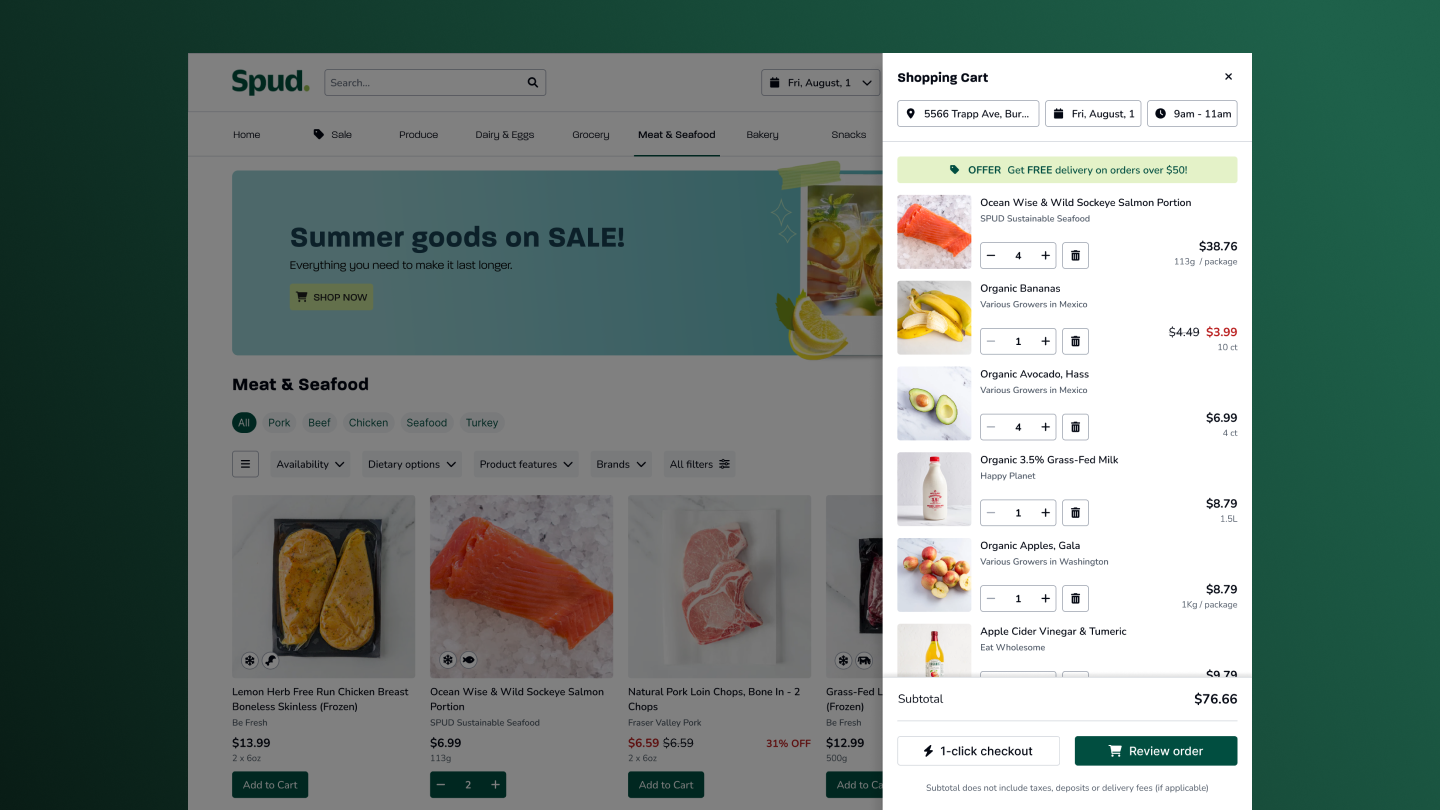 Spud.
Search...
Fri, August, 1
Home
Sale
Produce
Dairy & Eggs
Grocery
Meat & Seafood
Bakery
Snacks
Summer goods on SALE!
Everything you need to make it last longer.
SHOP NOW
Meat & Seafood
All
Pork
Beef
Chicken
Seafood
Turkey
Availability
Dietary options
Product features
Brands
All filters
Lemon Herb Free Run Chicken Breast
Boneless Skinless (Frozen)
Be Fresh
$13.99
2 x 6oz
Add to Cart
Ocean Wise & Wild Sockeye Salmon
Portion
SPUD Sustainable Seafood
$6.99
113g
− 2 +
Natural Pork Loin Chops, Bone In - 2
Chops
Fraser Valley Pork
$6.59 $6.59 31% OFF
2 x 6oz
Add to Cart
Grass-Fed L
(Frozen)
Be Fresh
$12.99
500g
Add to Ca
Shopping Cart
5566 Trapp Ave, Bur...
Fri, August, 1
9am - 11am
OFFER Get FREE delivery on orders over $50!
Ocean Wise & Wild Sockeye Salmon Portion
SPUD Sustainable Seafood
− 4 +
$38.76
113g / package
Organic Bananas
Various Growers in Mexico
− 1 +
$4.49 $3.99
10 ct
Organic Avocado, Hass
Various Growers in Mexico
− 4 +
$6.99
4 ct
Organic 3.5% Grass-Fed Milk
Happy Planet
− 1 +
$8.79
1.5L
Organic Apples, Gala
Various Growers in Washington
− 1 +
$8.79
1Kg / package
Apple Cider Vinegar & Tumeric
Eat Wholesome
$9.79
Subtotal
$76.66
1-click checkout
Review order
Subtotal does not include taxes, deposits or delivery fees (if applicable)